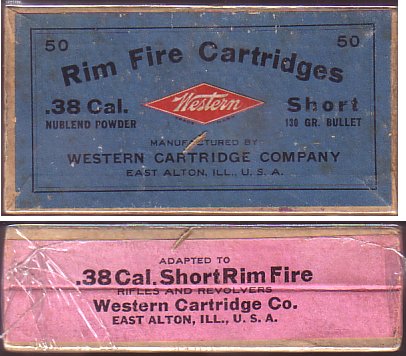 50 50
Rim Fire Cartridges
.38 Cal. Western Short
NUBLEND POWDER 130 GR. BULLET
MANUFACTURED BY
WESTERN CARTRIDGE COMPANY
EAST ALTON, ILL., U. S. A.
ADAPTED TO
.38 Cal. Short Rim Fire
RIFLES AND REVOLVERS
Western Cartridge Co.
EAST ALTON, ILL., U. S. A.